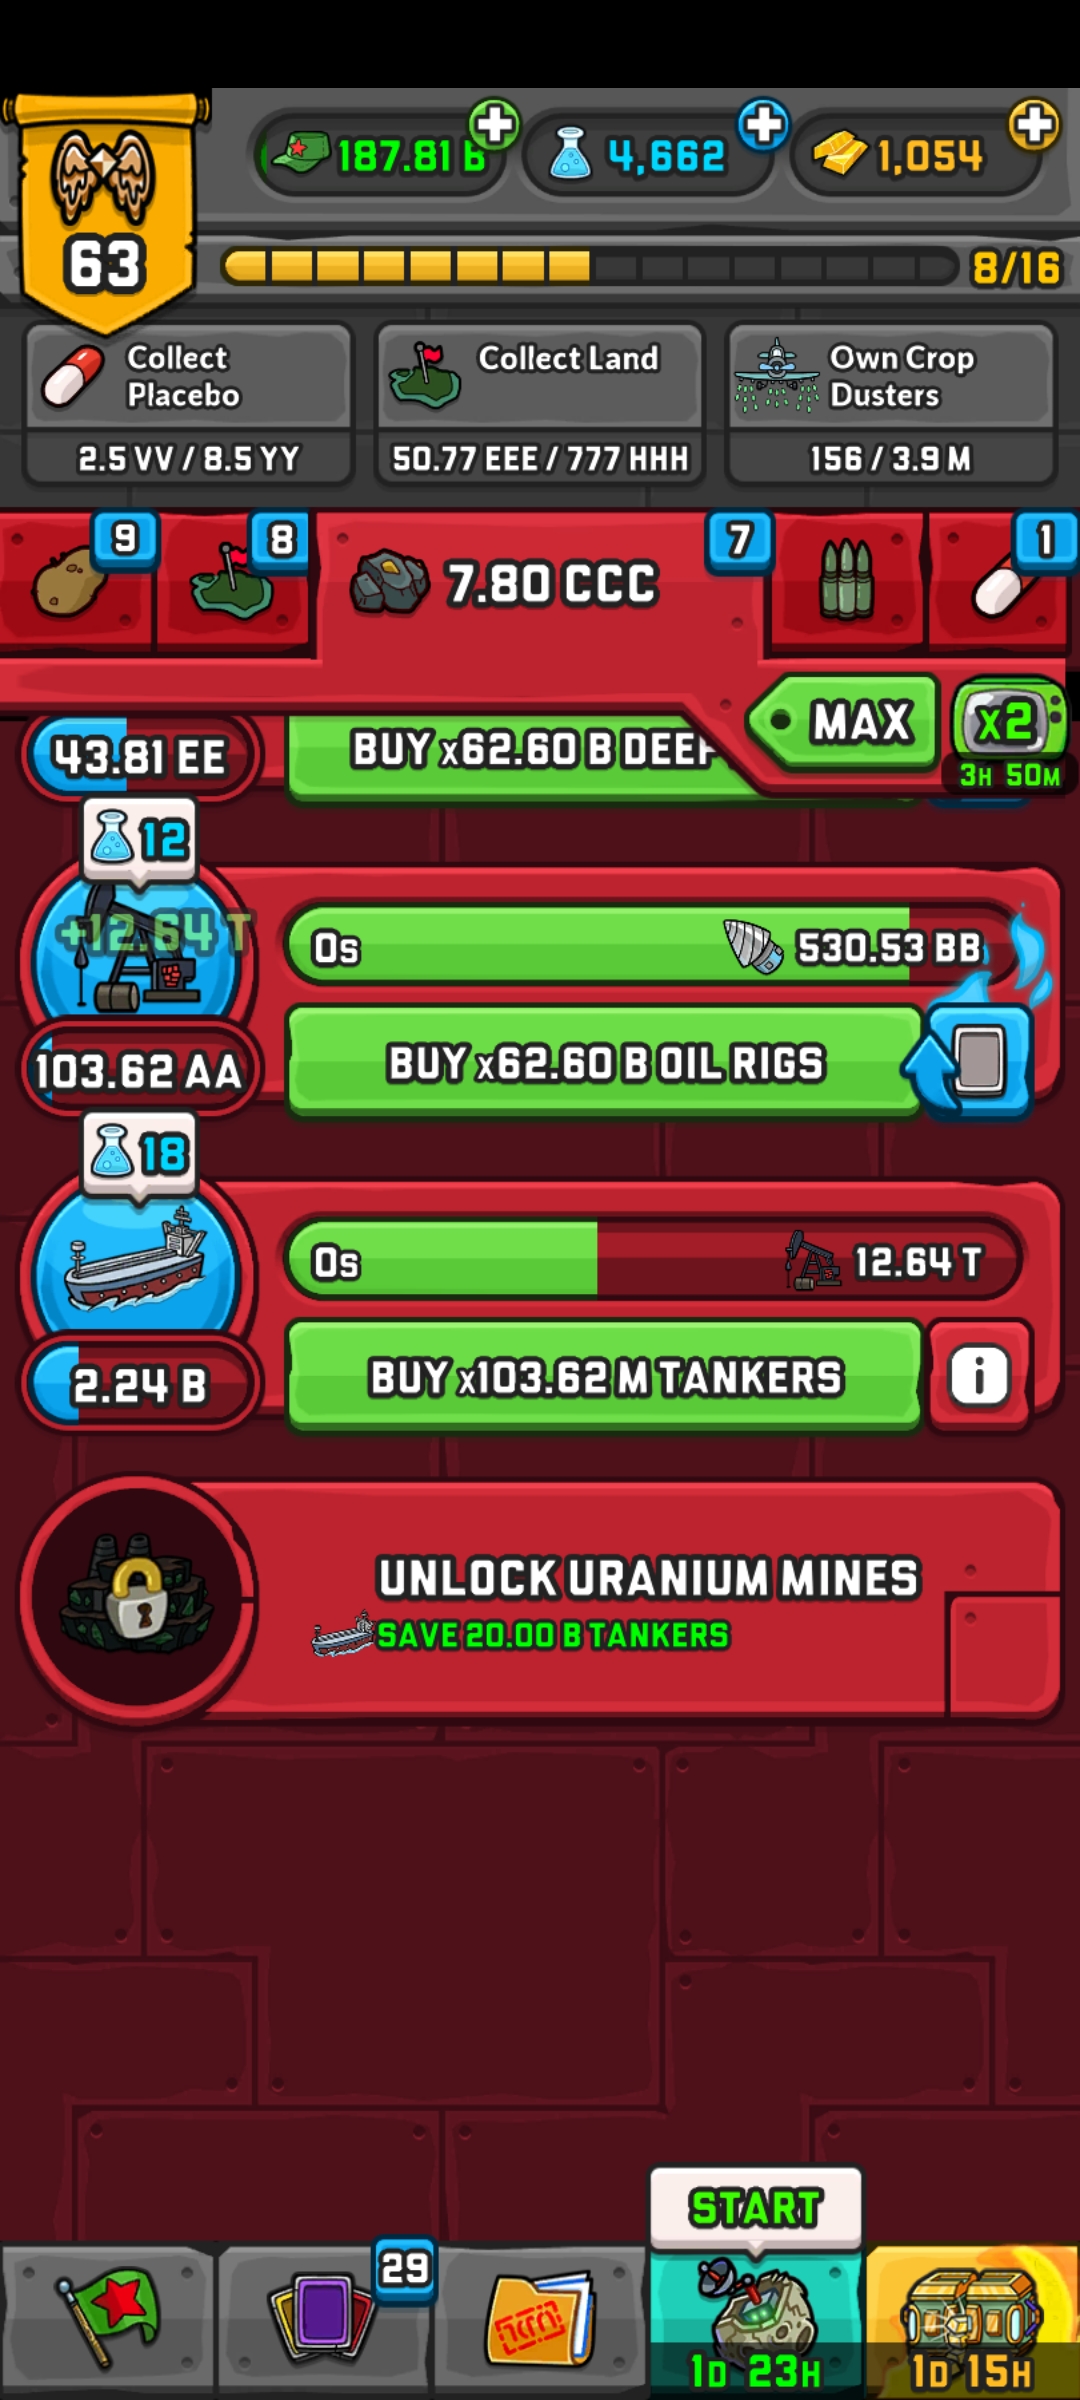 187.81 B
4,662
1,054
63
8/16
Collect
Placebo
2.5 VV / 8.5 YY
Collect Land
50.77 EEE / 777 HHH
Own Crop
Dusters
156 / 3.9 M
9
8
7.80 CCC
7
1
MAX
x2
3H 50M
43.81 EE
BUY x62.60 B DEEP
12
+12.64 T
0s
530.53 BB
103.62 AA
BUY x62.60 B OIL RIGS
18
0s
12.64 T
2.24 B
BUY x103.62 M TANKERS
i
UNLOCK URANIUM MINES
SAVE 20.00 B TANKERS
START
29
1D 23H
1D 15H